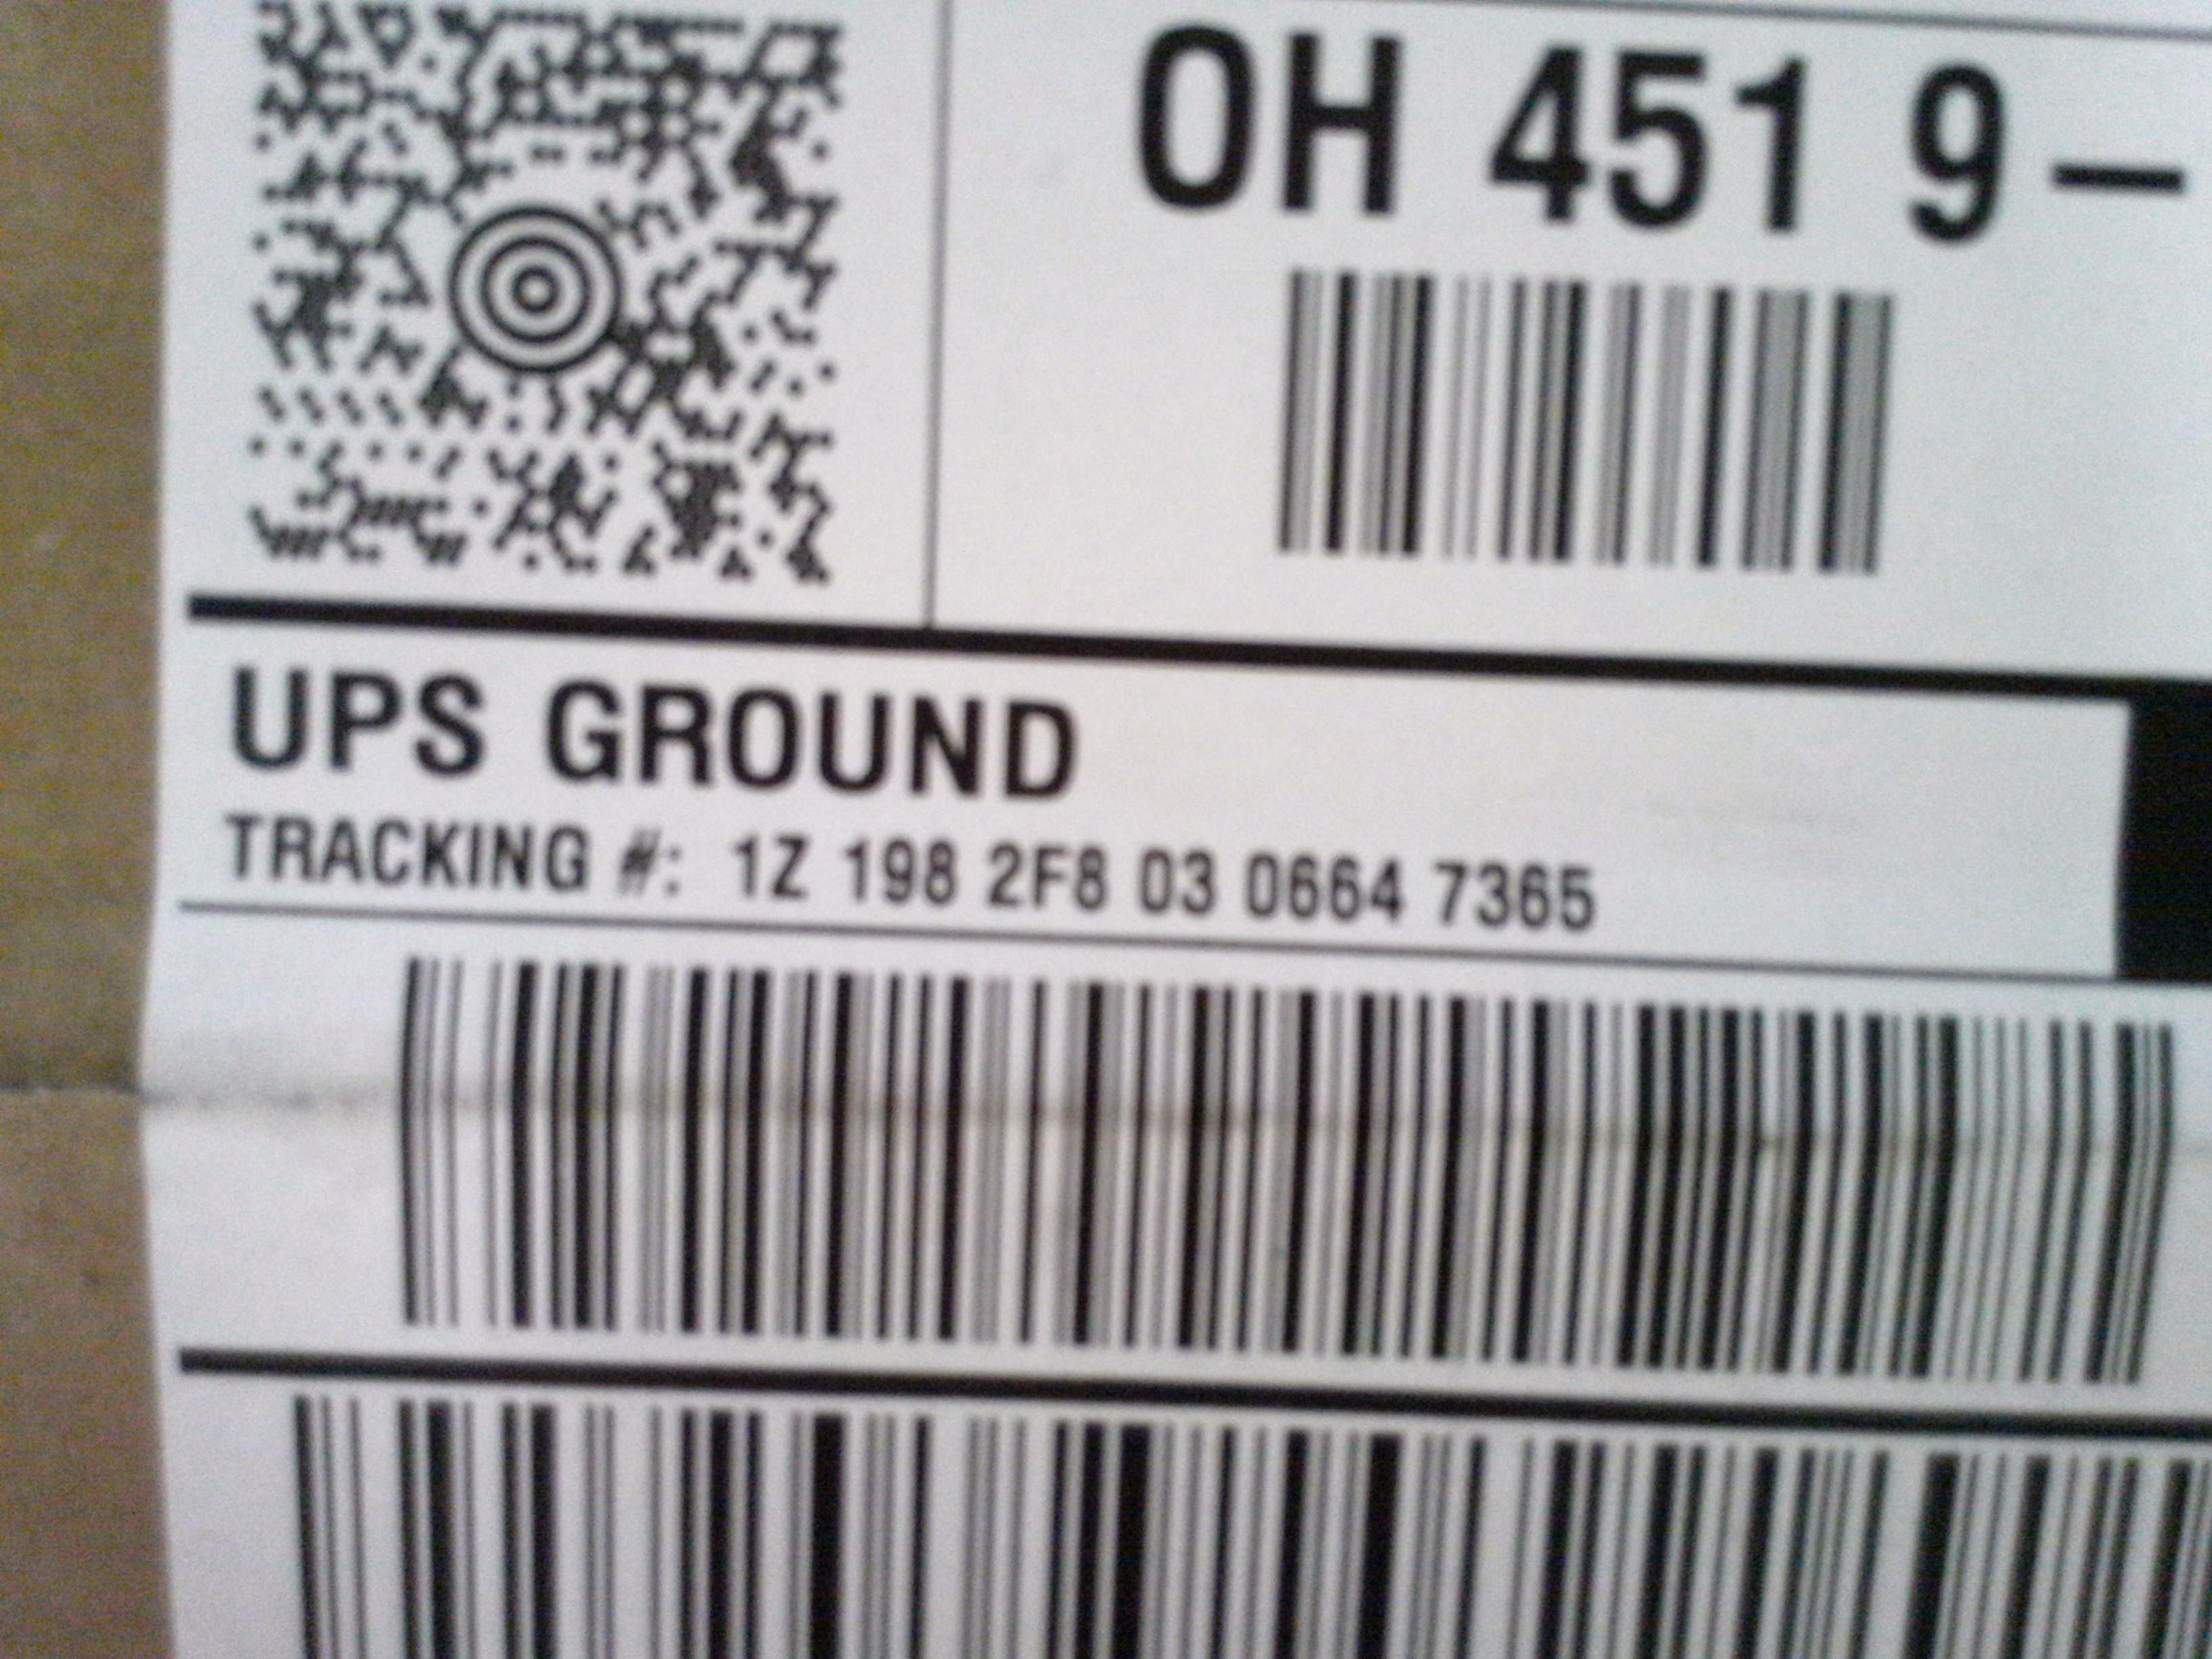 OH 451 9–
UPS GROUND
TRACKING #: 1Z 198 2F8 03 0664 7365